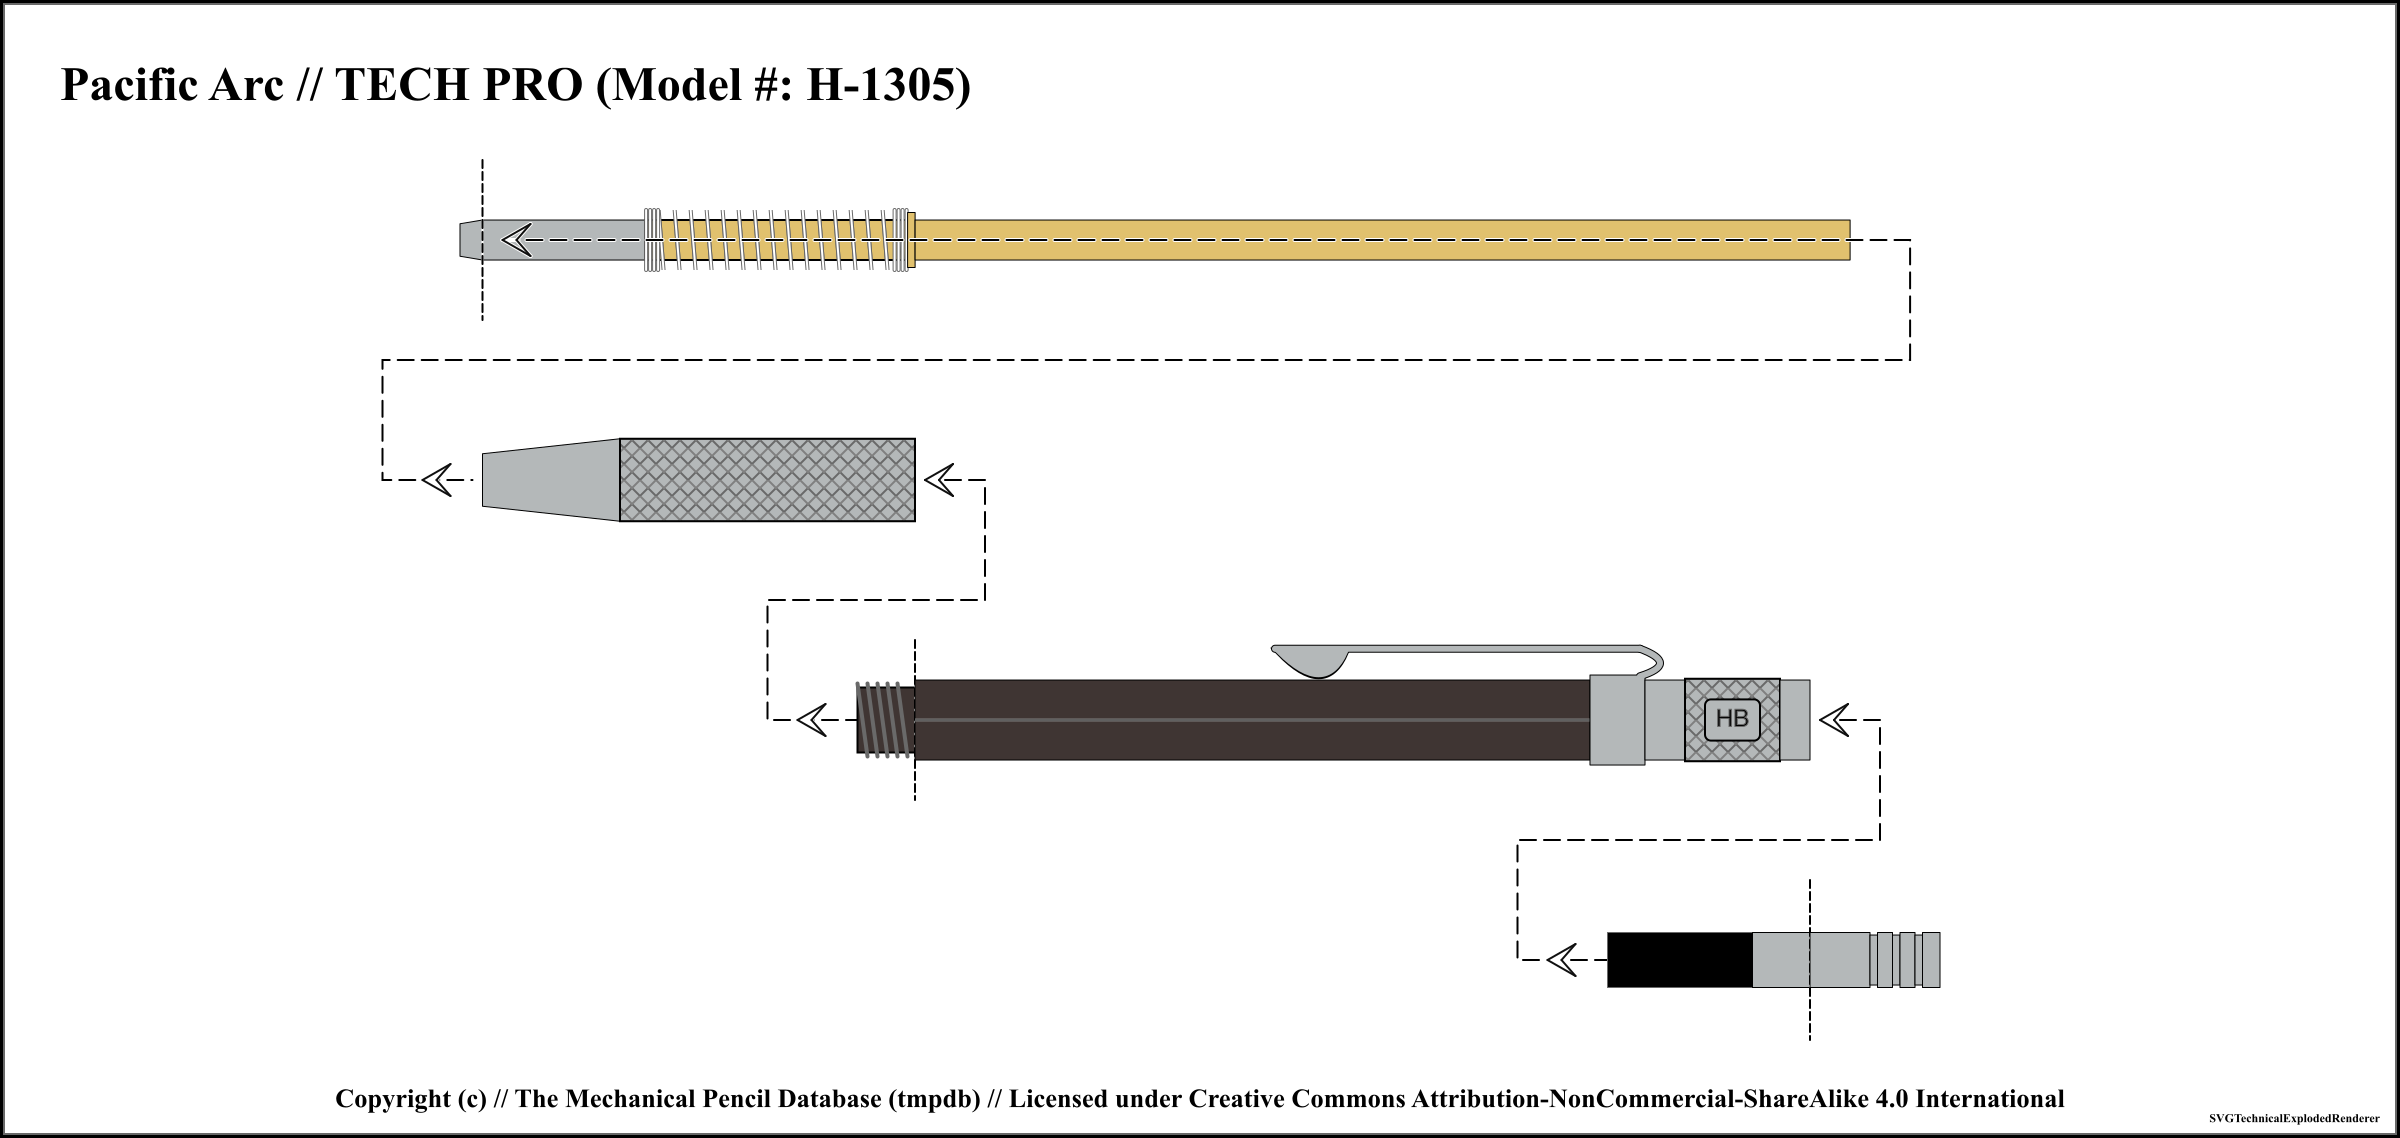 Pacific Arc // TECH PRO (Model #: H-1305)
HB
Copyright (c) // The Mechanical Pencil Database (tmpdb) // Licensed under Creative Commons Attribution-NonCommercial-ShareAlike 4.0 International
SVGTechnicalExplodedRenderer